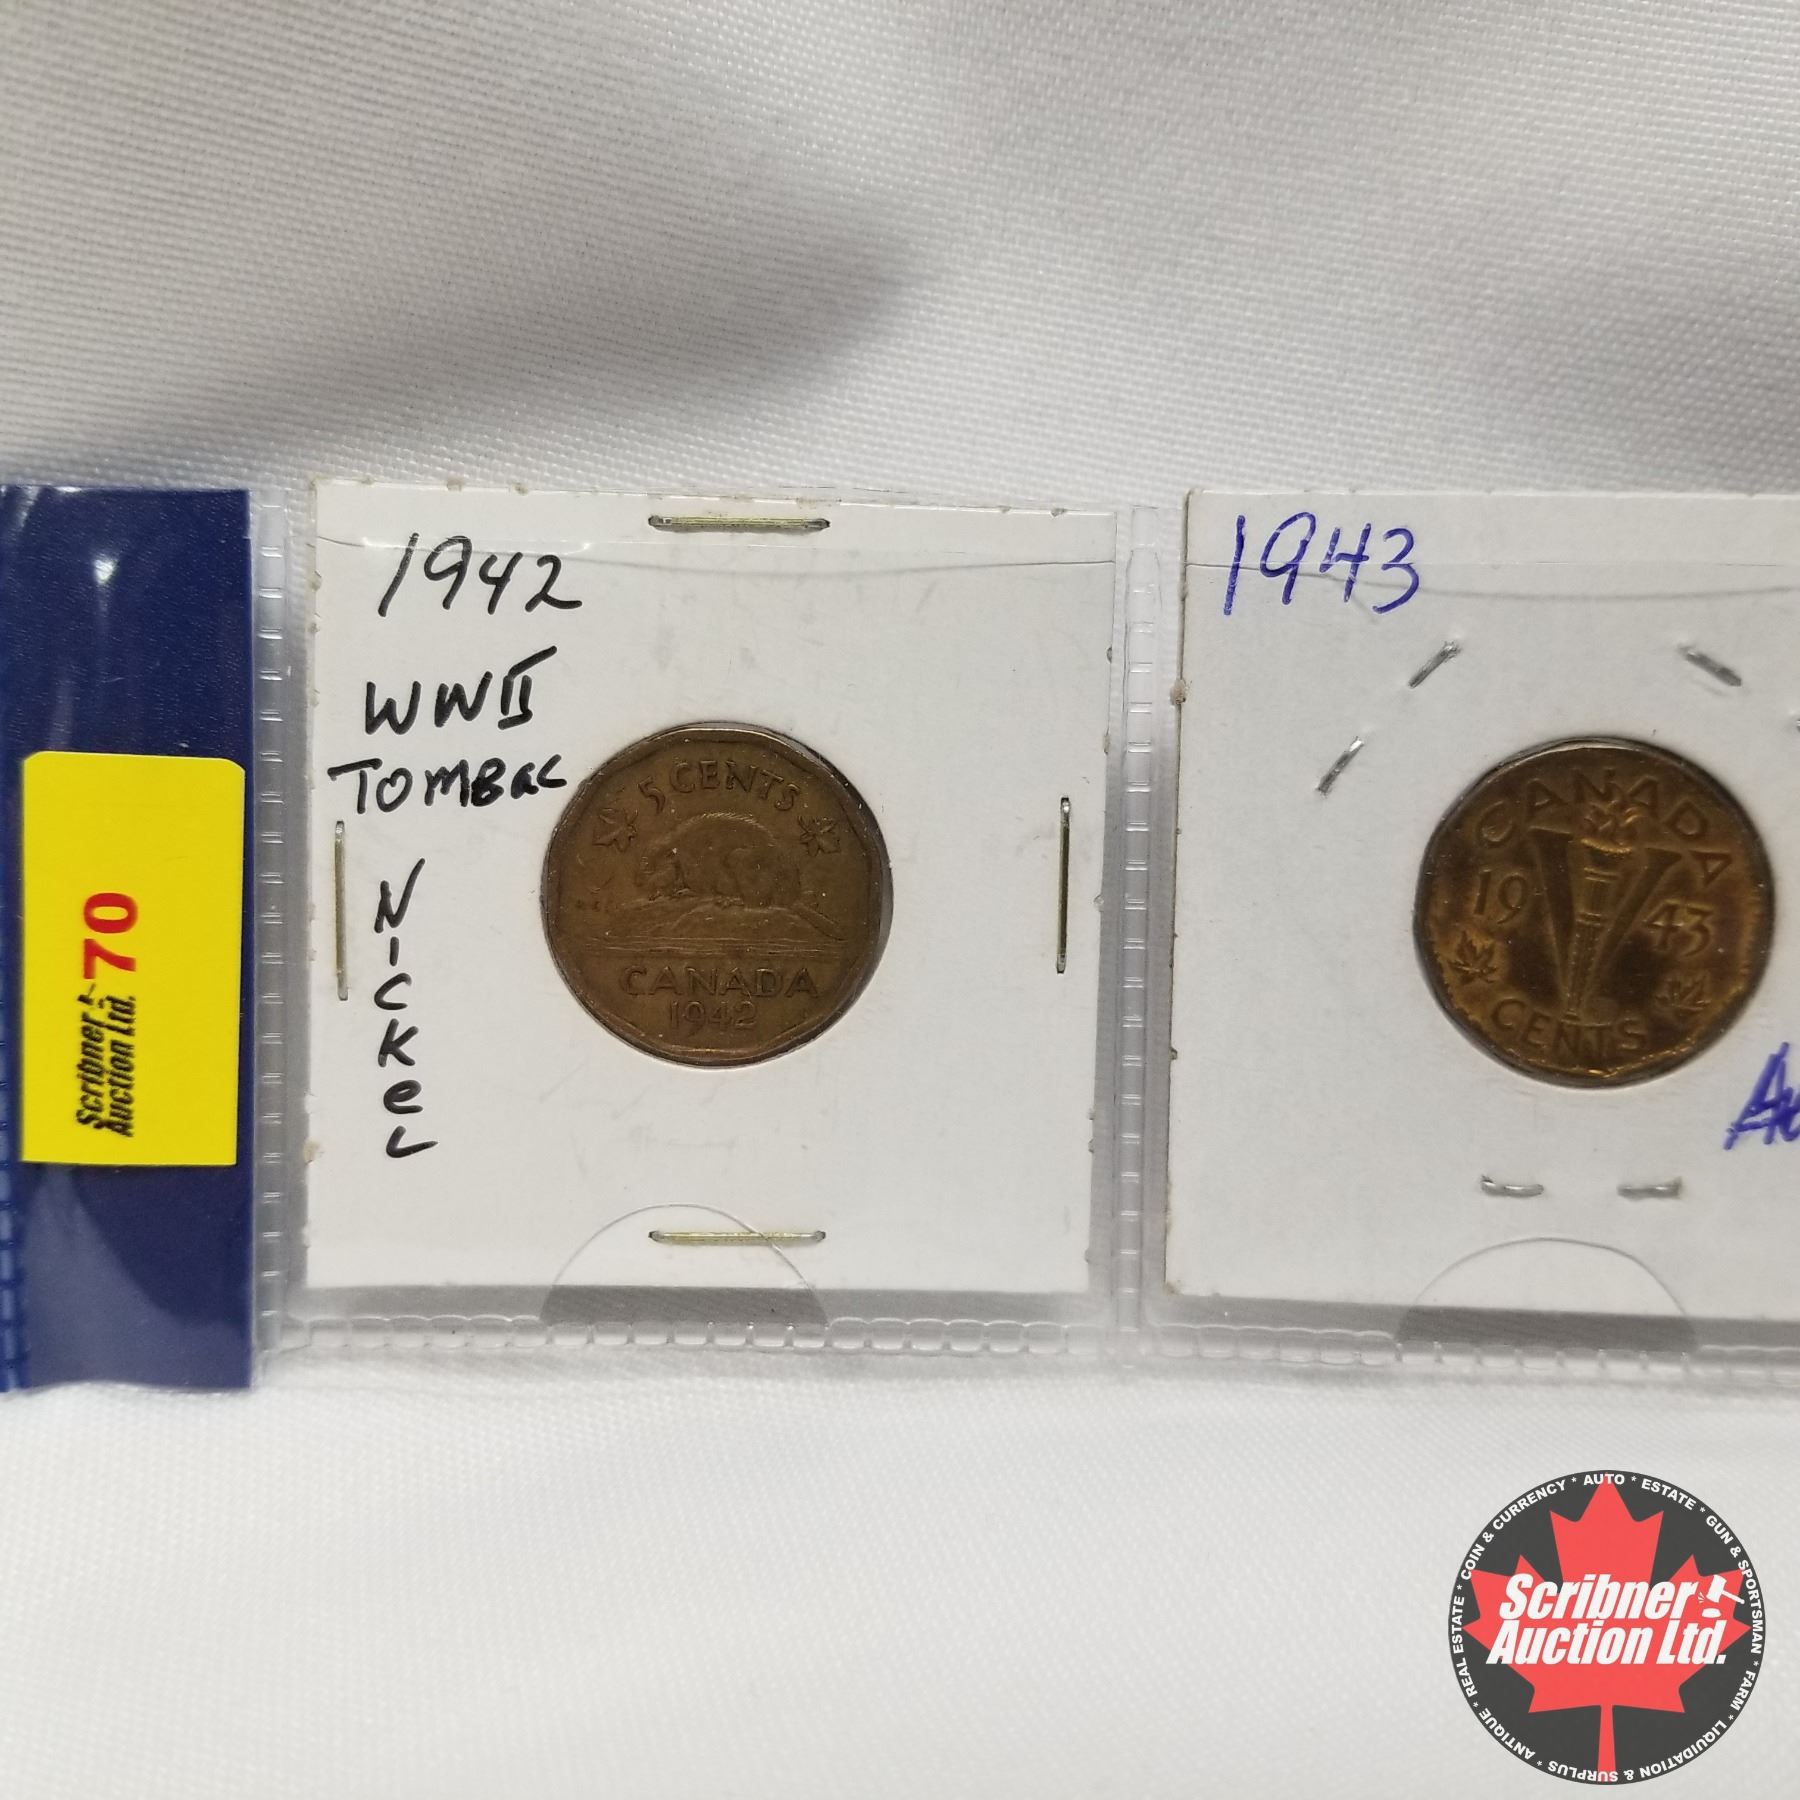 70
Scribner
Auction Ltd.
1942
WWII
TOMBAC
NICKEL
5 CENTS
CANADA
1942
1943
CANADA
19 43
CENTS
COIN & CURRENCY * AUTO * ESTATE * GUN & SPORTSMAN * FARM * LIQUIDATION & SURPLUS * ANTIQUE * REAL ESTATE *
Scribner
Auction Ltd.